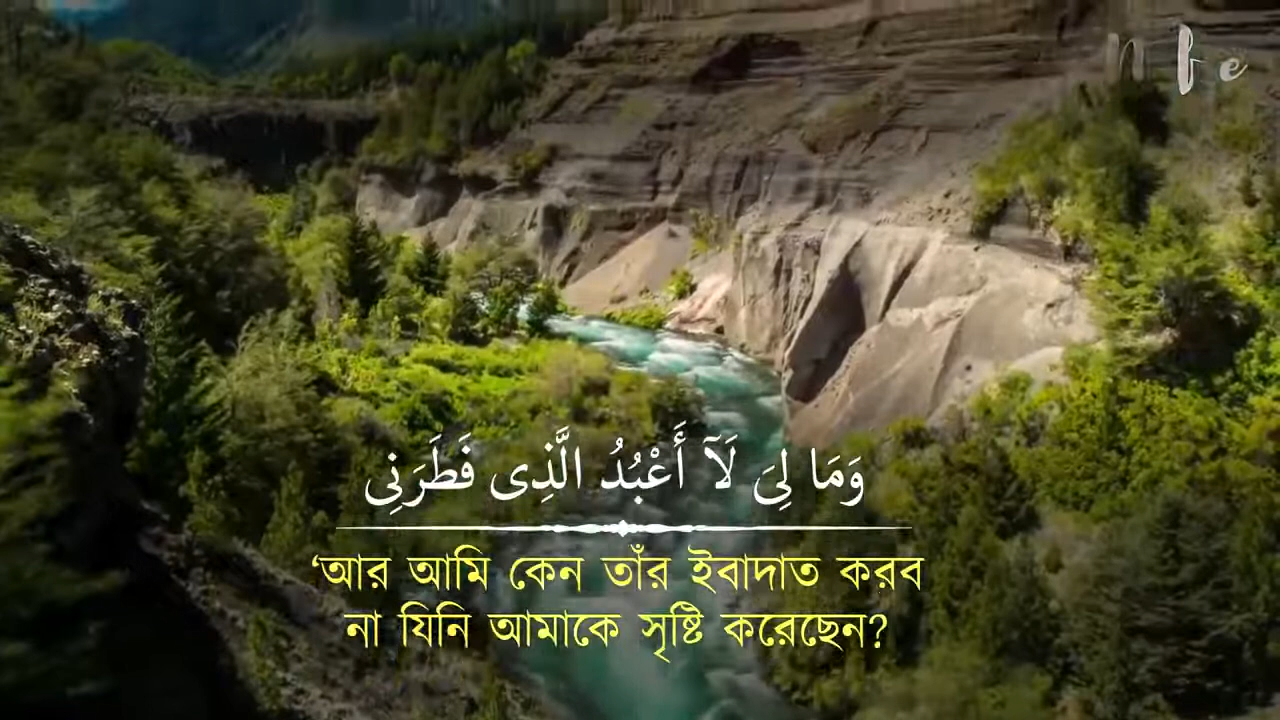 n f e
وَمَا لِىَ لَآ أَعْبُدُ الَّذِى فَطَرَنِى
‘আর আমি কেন তাঁর ইবাদাত করব
না যিনি আমাকে সৃষ্টি করেছেন?